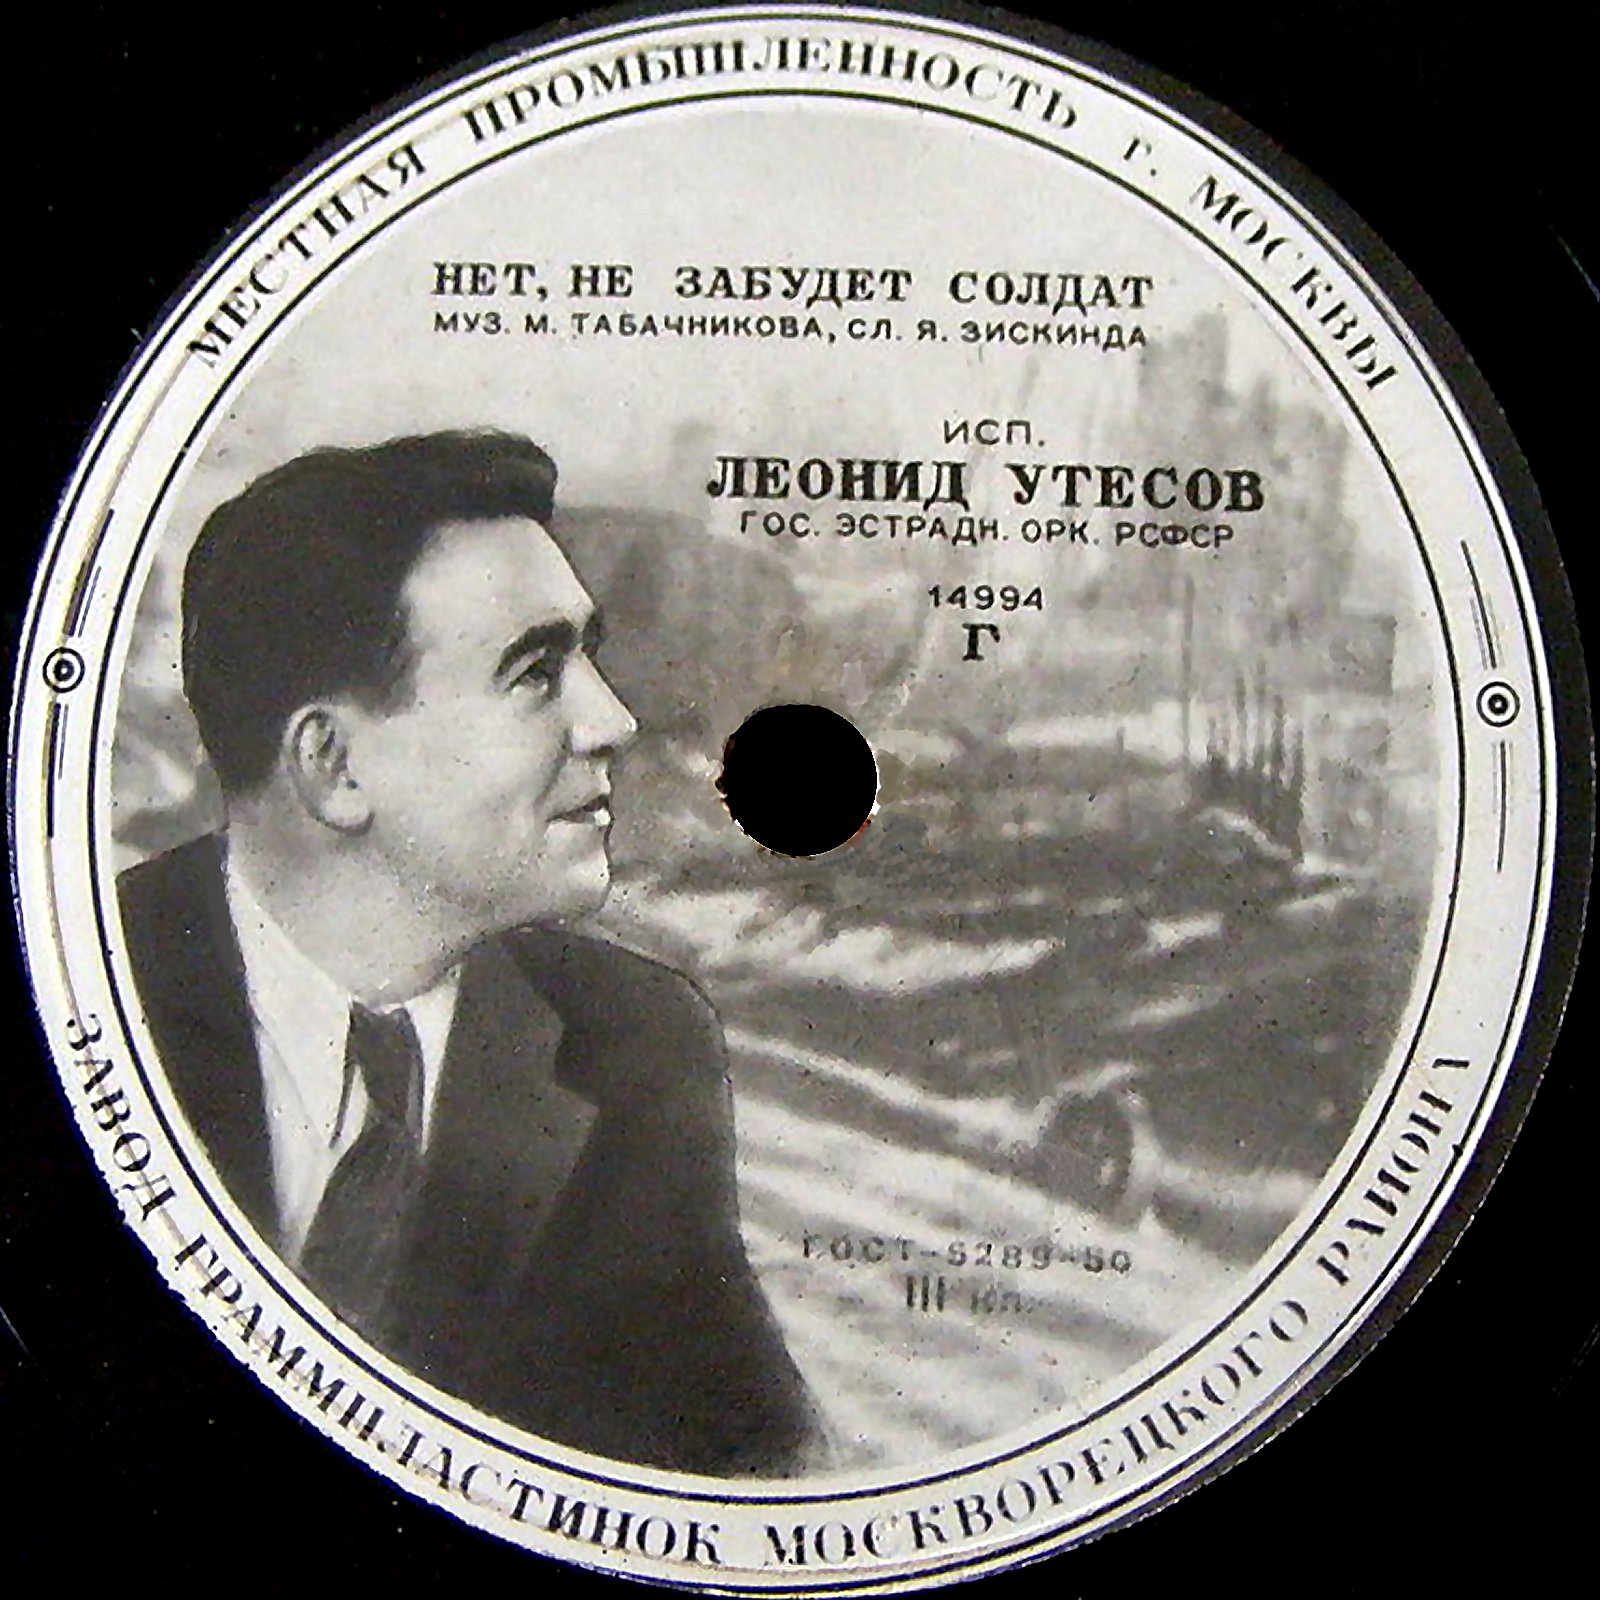 МЕСТНАЯ ПРОМЫШЛЕННОСТЬ г. МОСКВЫ
НЕТ, НЕ ЗАБУДЕТ СОЛДАТ
МУЗ. М. ТАБАЧНИКОВА, СЛ. Я. ЗИСКИНДА
ИСП.
ЛЕОНИД УТЕСОВ
ГОС. ЭСТРАДН. ОРК. РСФСР
14994
Г
ГОСТ-5289-50
III
ЗАВОД ГРАММПЛАСТИНОК МОСКВОРЕЦКОГО РАЙОНА